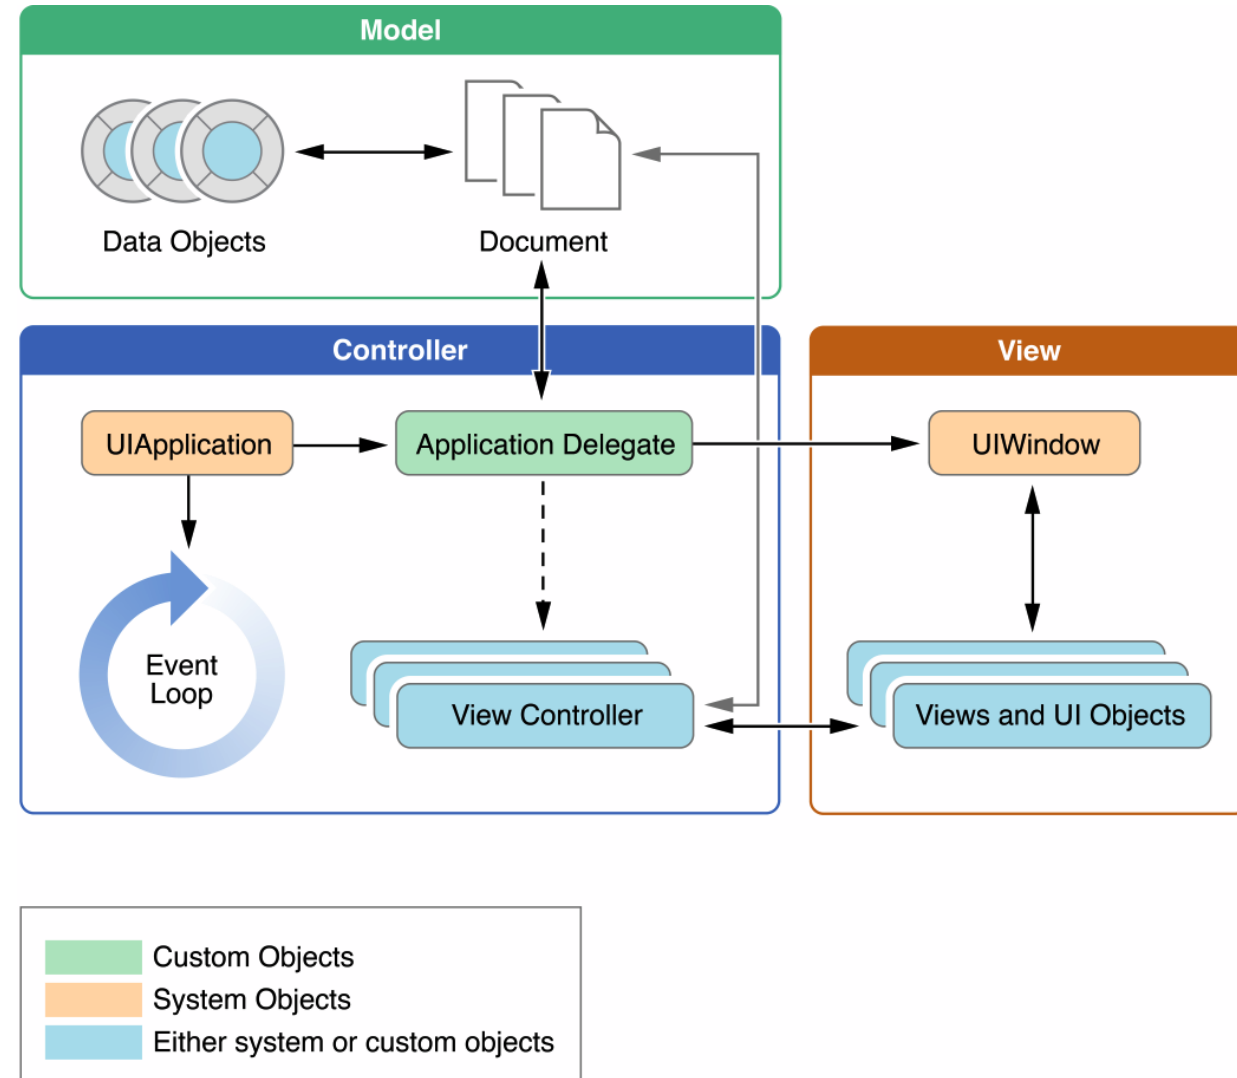 Model
Data Objects
Document
Controller
View
UIApplication
Application Delegate
UIWindow
Event
Loop
View Controller
Views and UI Objects
Custom Objects
System Objects
Either system or custom objects